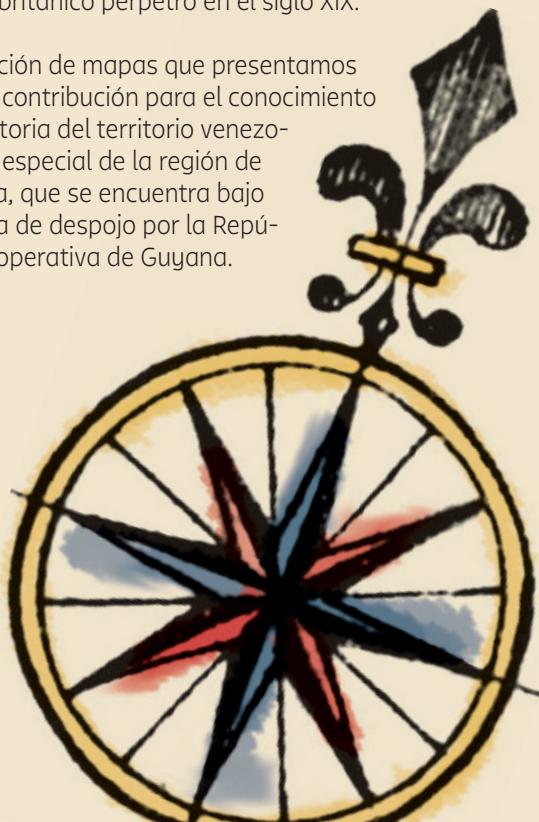 británico perpetró en el siglo XIX.
ción de mapas que presentamos
contribución para el conocimiento
toria del territorio venezo-
especial de la región de
a, que se encuentra bajo
a de despojo por la Repú-
operativa de Guyana.